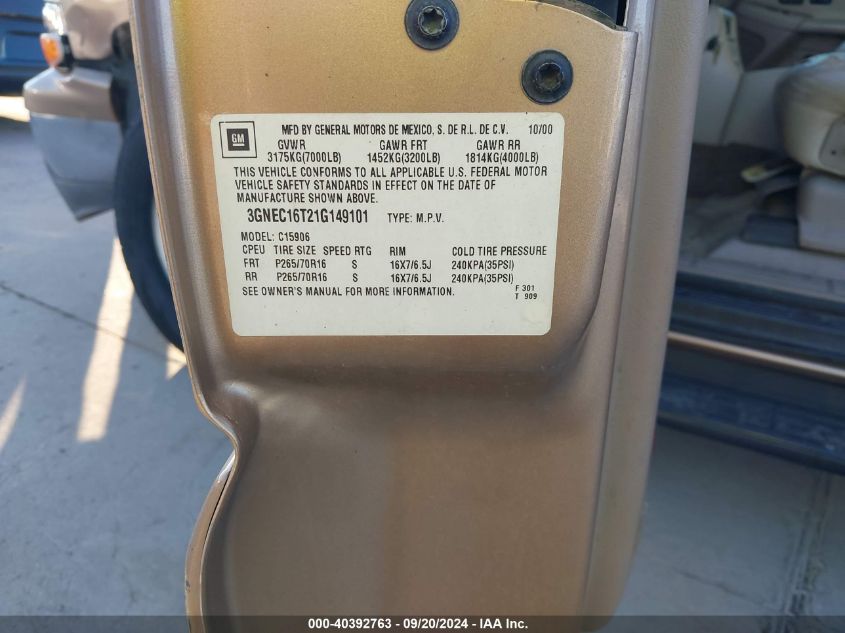 GM
MFD BY GENERAL MOTORS DE MEXICO, S. DE R.L. DE C.V. 10/00
GVWR GAWR FRT GAWR RR
3175KG(7000LB) 1452KG(3200LB) 1814KG(4000LB)
THIS VEHICLE CONFORMS TO ALL APPLICABLE U.S. FEDERAL MOTOR
VEHICLE SAFETY STANDARDS IN EFFECT ON THE DATE OF
MANUFACTURE SHOWN ABOVE.
3GNEC16T21G149101 TYPE: M.P.V.
MODEL: C15906
CPEU TIRE SIZE SPEED RTG RIM COLD TIRE PRESSURE
FRT P265/70R16 S 16X7/6.5J 240KPA(35PSI)
RR P265/70R16 S 16X7/6.5J 240KPA(35PSI)
SEE OWNER'S MANUAL FOR MORE INFORMATION.
F 301
T 909
000-40392763 - 09/20/2024 - IAA Inc.